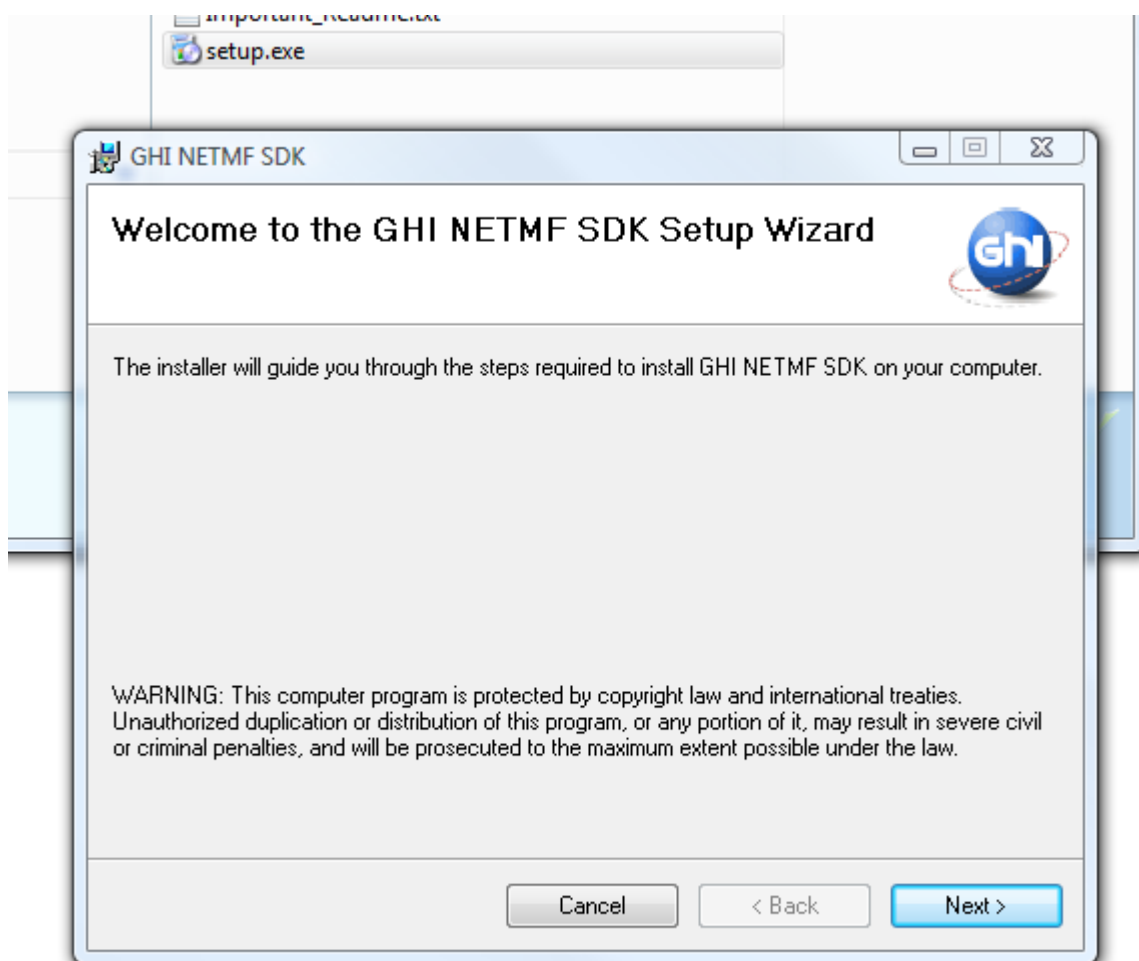 Important_Readme.txt
setup.exe
GHI NETMF SDK
Welcome to the GHI NETMF SDK Setup Wizard
GHI
The installer will guide you through the steps required to install GHI NETMF SDK on your computer.
WARNING: This computer program is protected by copyright law and international treaties.
Unauthorized duplication or distribution of this program, or any portion of it, may result in severe civil
or criminal penalties, and will be prosecuted to the maximum extent possible under the law.
Cancel
< Back
Next >